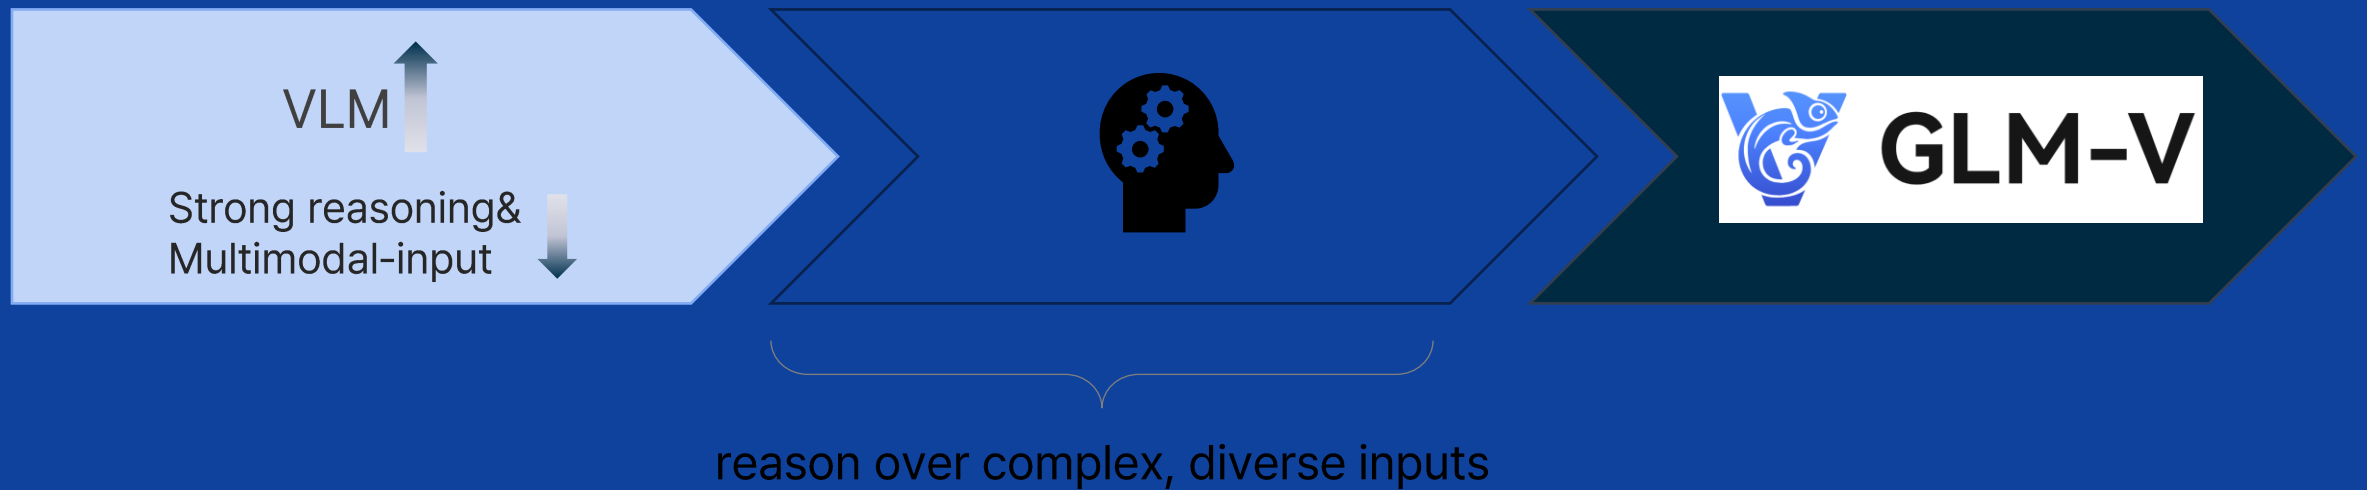 VLM
Strong reasoning&
Multimodal-input
GLM-V
reason over complex, diverse inputs